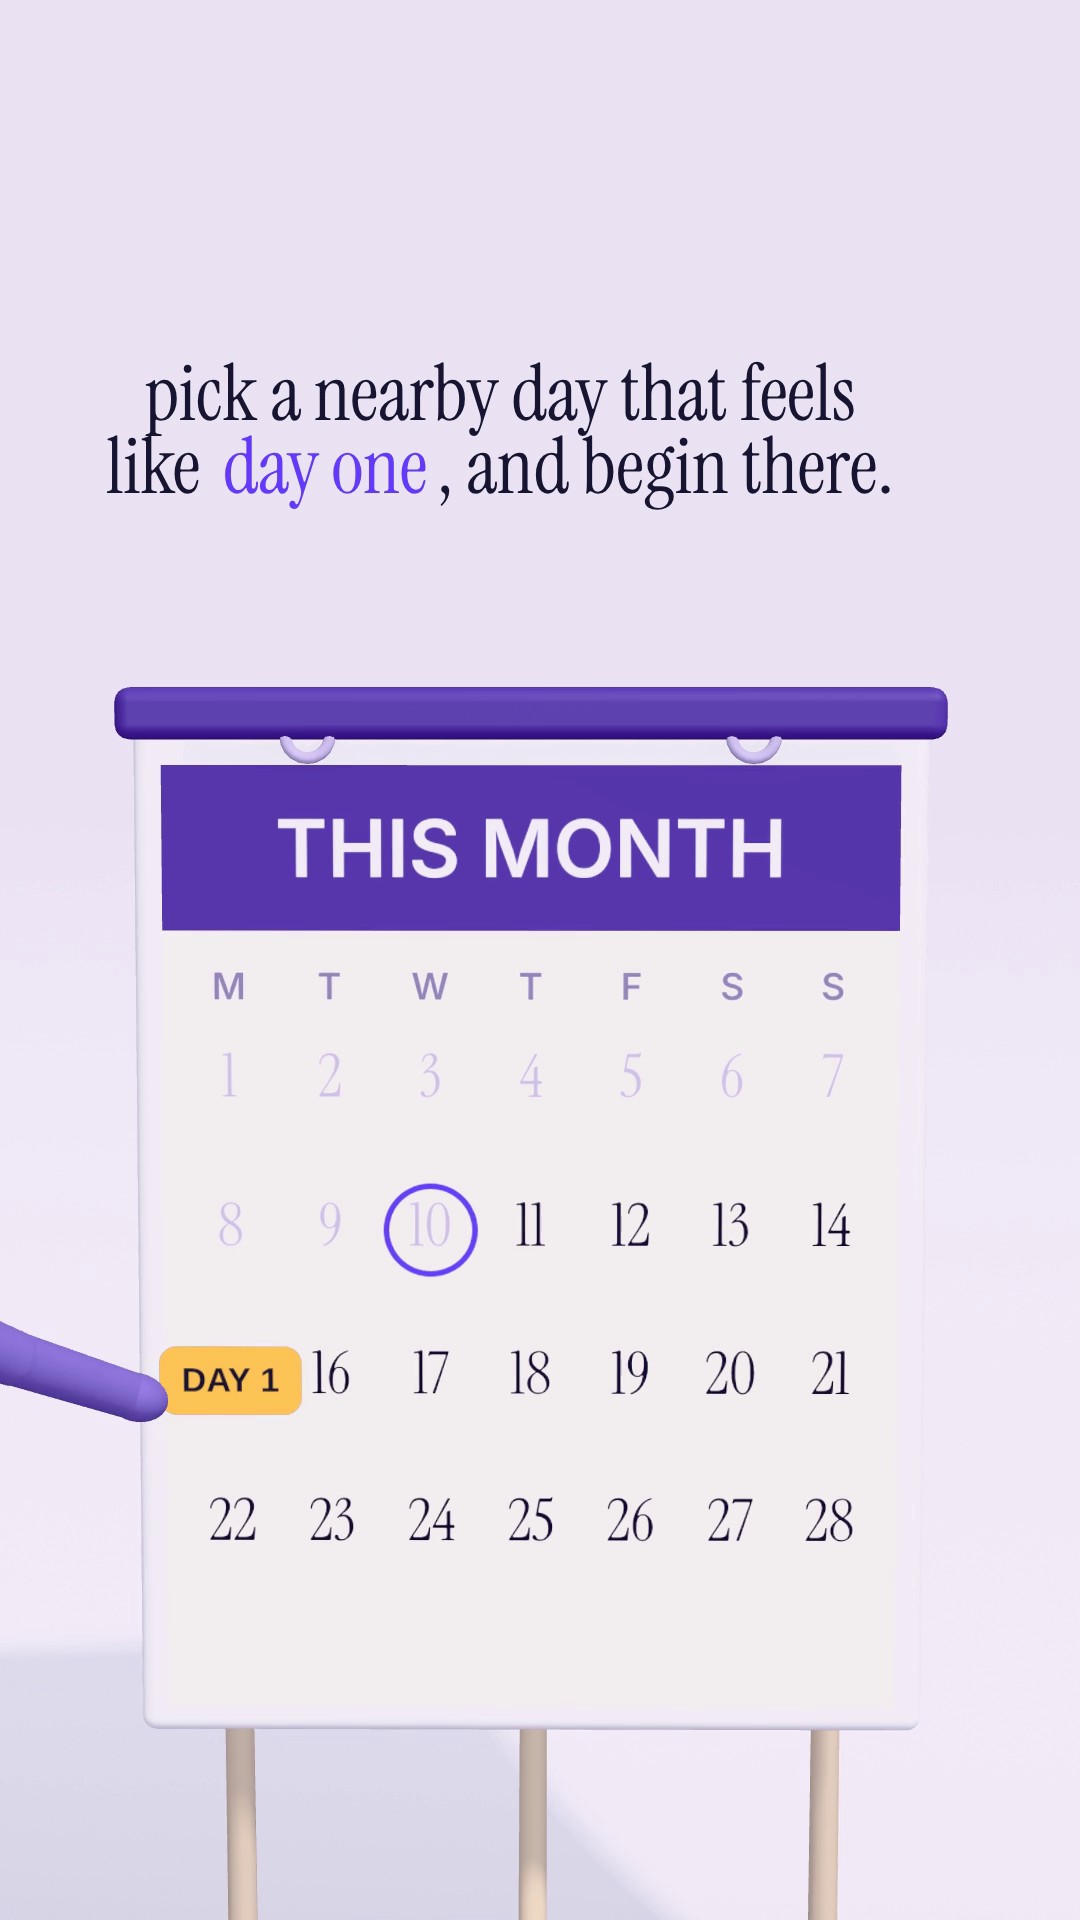 pick a nearby day that feels
like day one, and begin there.
THIS MONTH
M T W T F S S
1 2 3 4 5 6 7
8 9 10 11 12 13 14
DAY 1 16 17 18 19 20 21
22 23 24 25 26 27 28